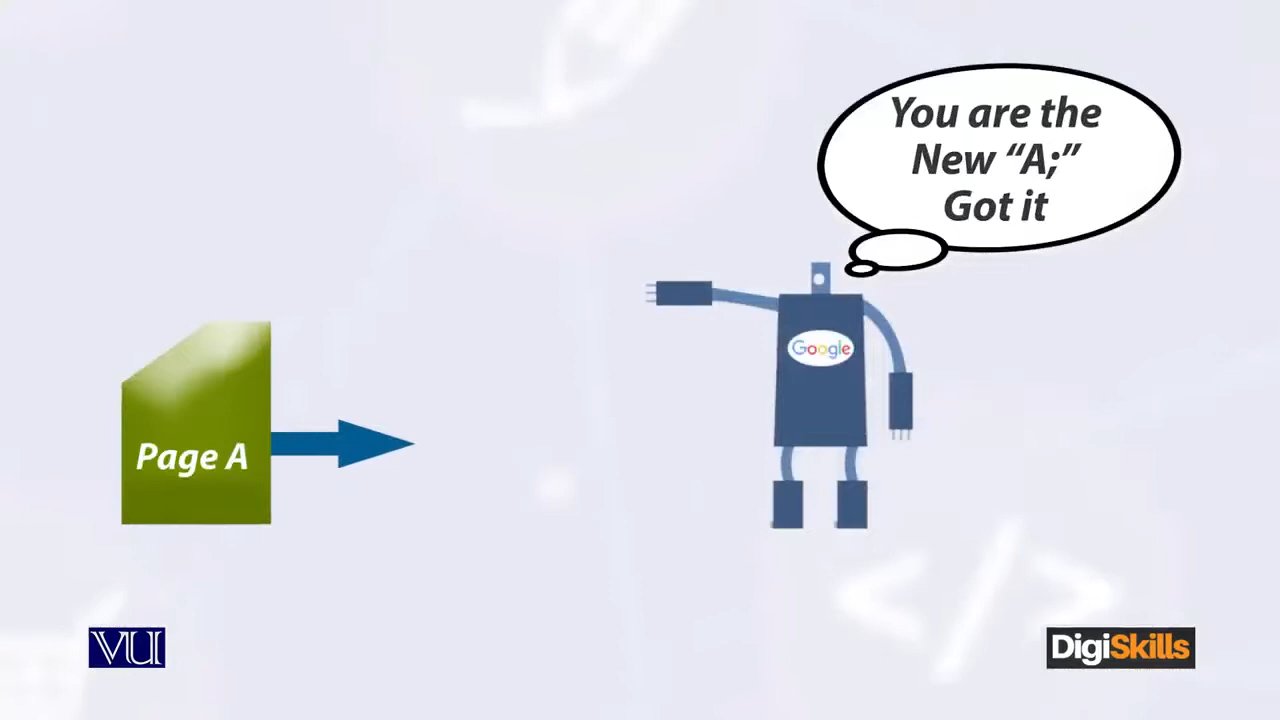 You are the
New “A;”
Got it
Google
Page A
VU
DigiSkills